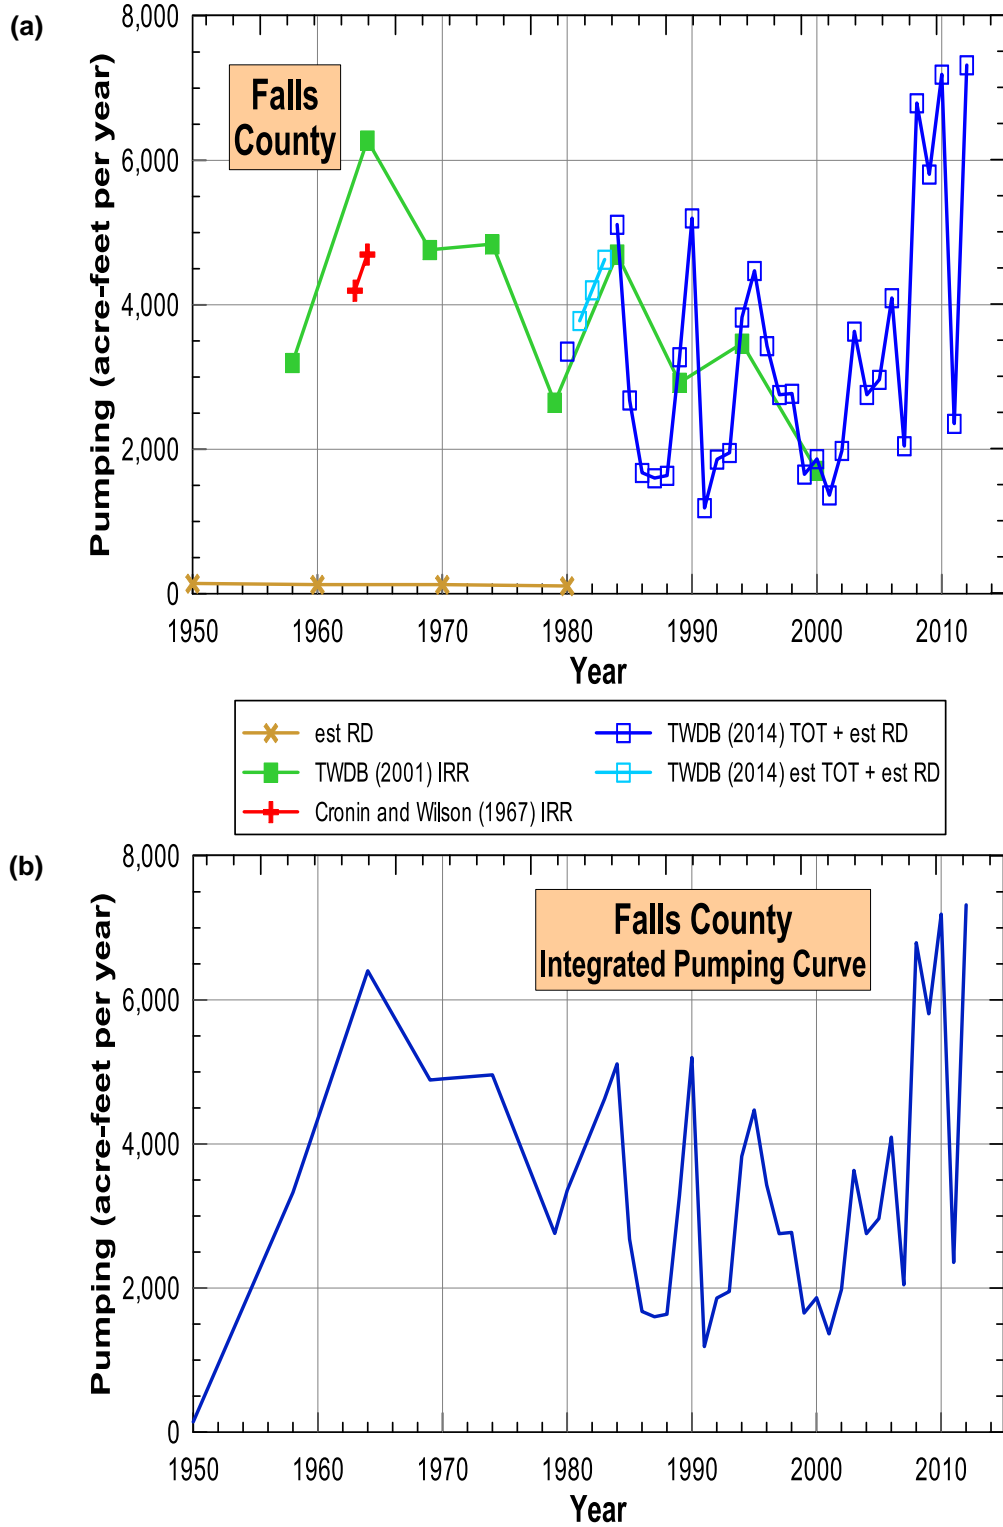 (a)
8,000
6,000
4,000
2,000
0
Pumping (acre-feet per year)
Falls
County
1950 1960 1970 1980 1990 2000 2010
Year
est RD
TWDB (2001) IRR
Cronin and Wilson (1967) IRR
TWDB (2014) TOT + est RD
TWDB (2014) est TOT + est RD
(b)
8,000
6,000
4,000
2,000
0
Pumping (acre-feet per year)
Falls County
Integrated Pumping Curve
1950 1960 1970 1980 1990 2000 2010
Year